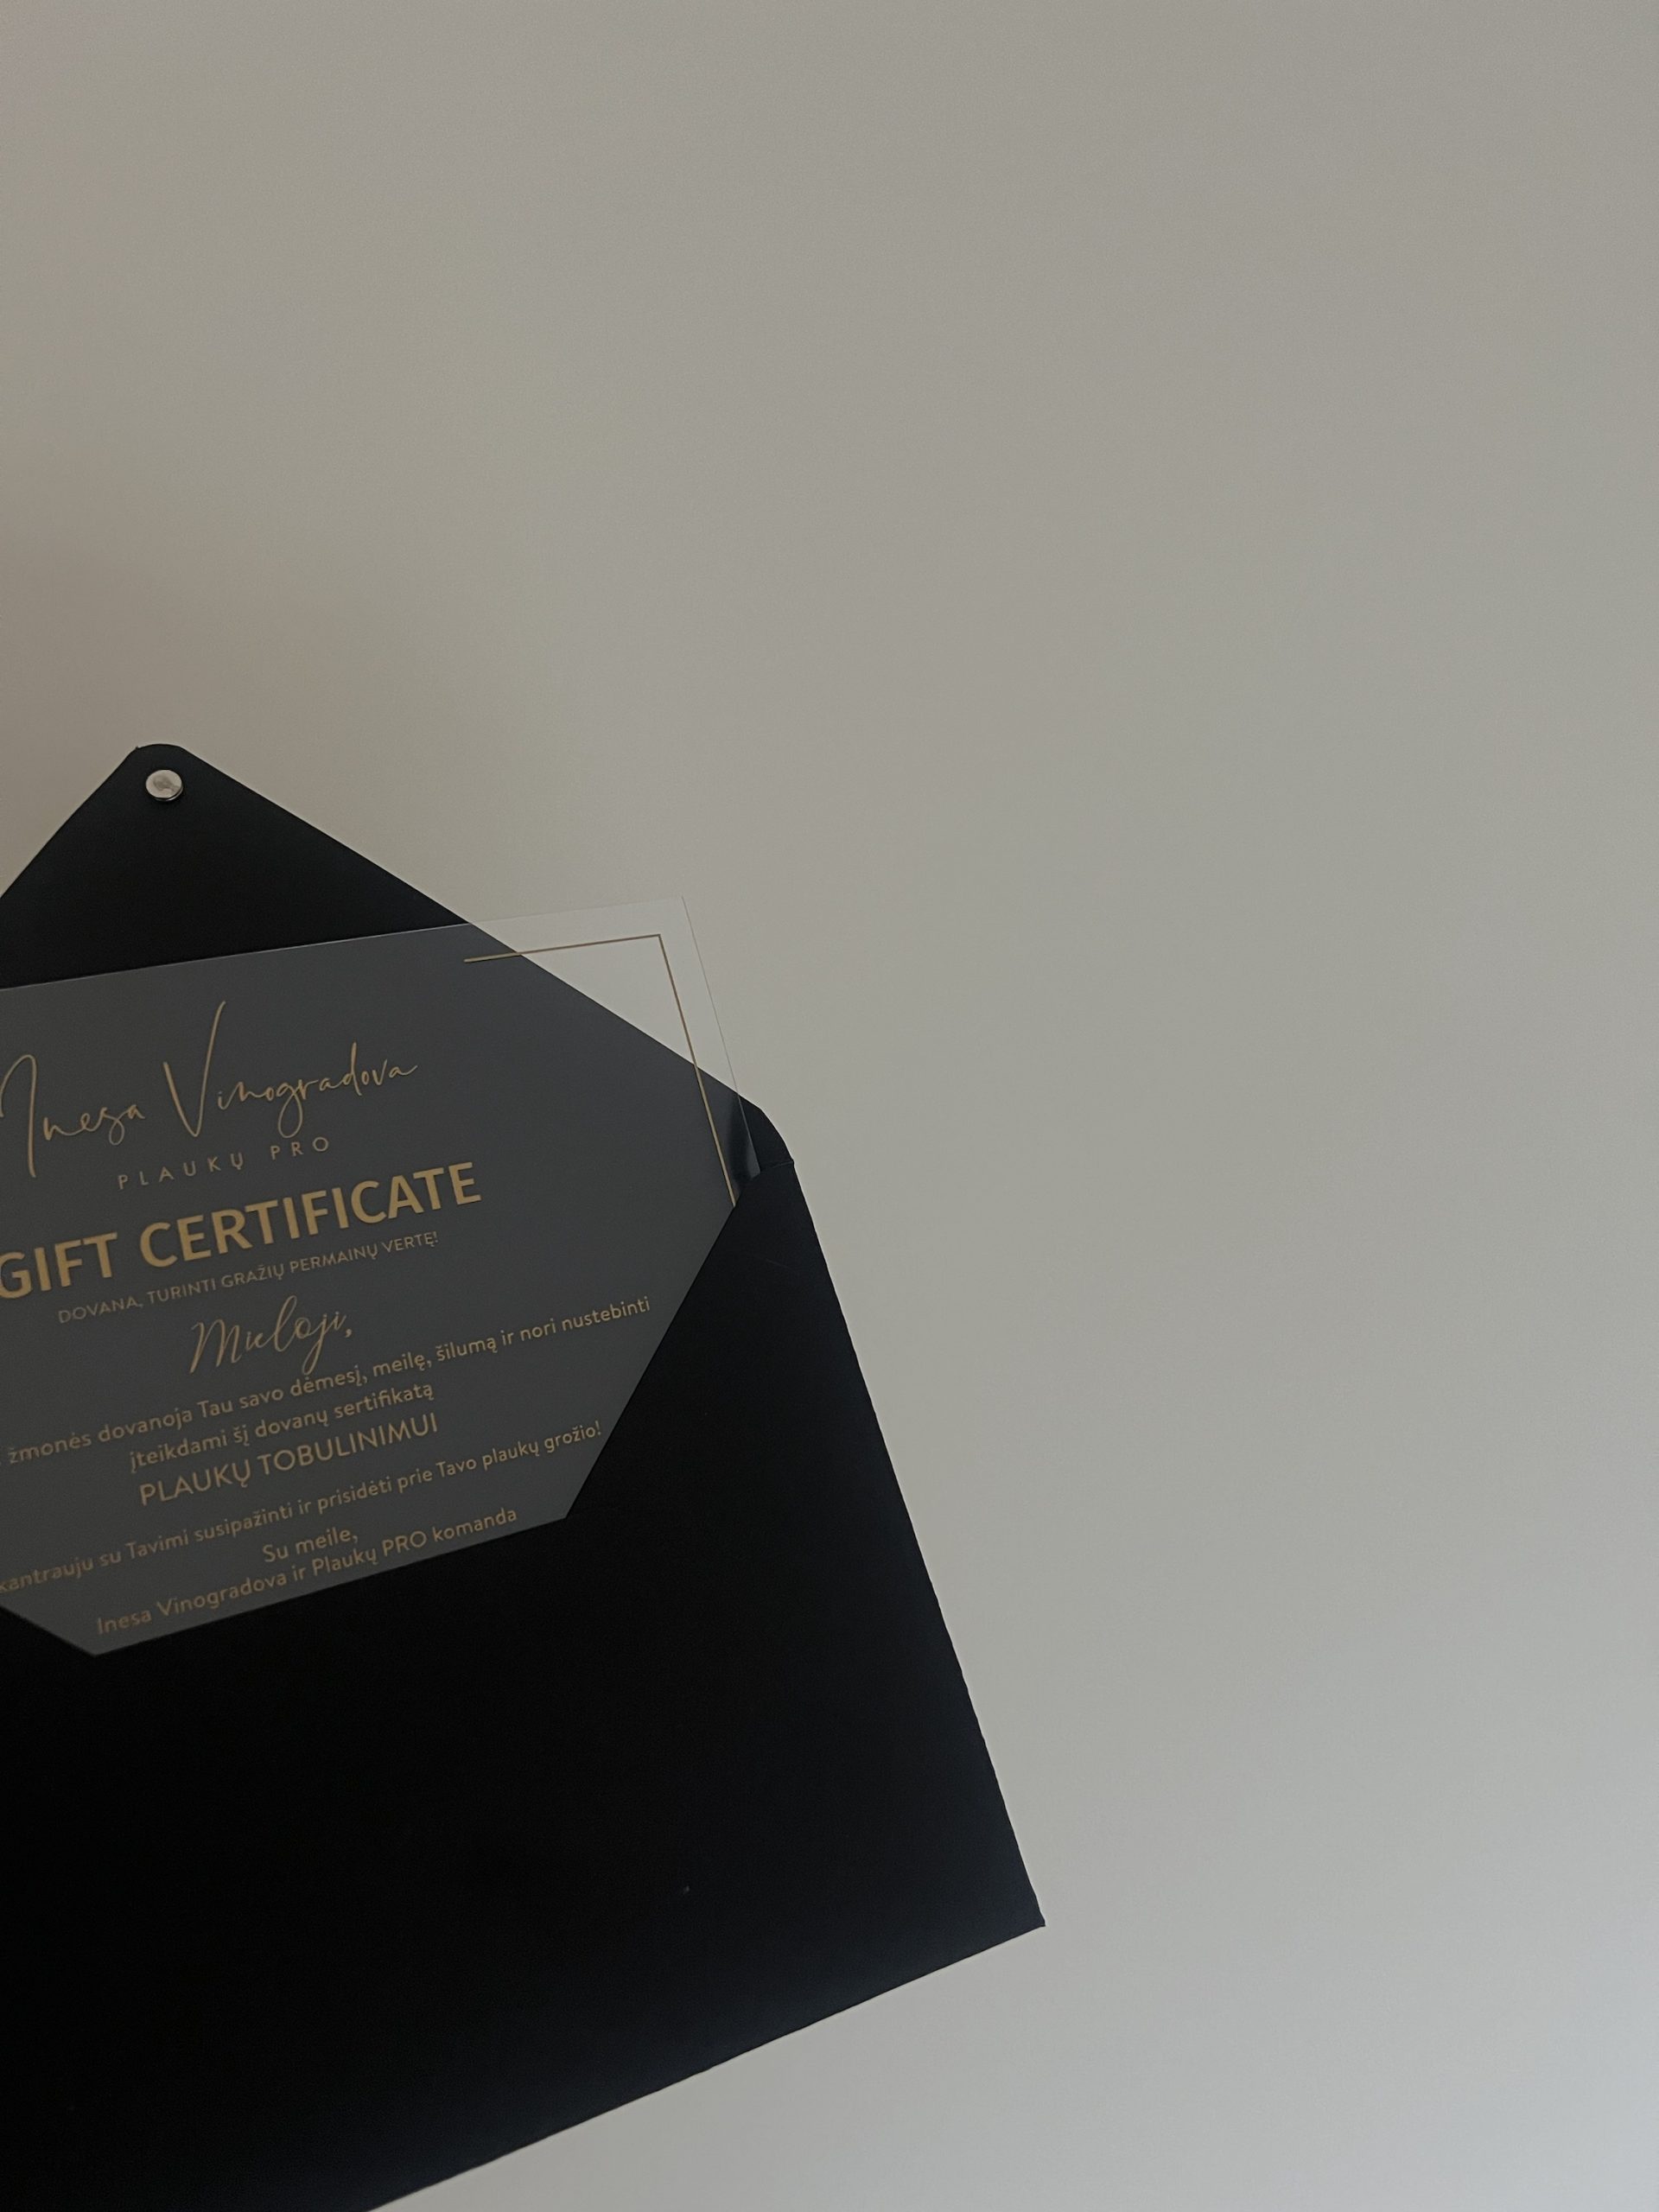 Inesa Vinogradova
PLAUKŲ PRO
GIFT CERTIFICATE
DOVANA, TURINTI GRAŽIŲ PERMAINŲ VERTĘ!
Mieloji,
žmonės dovanoja Tau savo dėmesį, meilę, šilumą ir nori nustebinti
įteikdami šį dovanų sertifikatą
PLAUKŲ TOBULINIMUI
kantrauju su Tavimi susipažinti ir prisidėti prie Tavo plaukų grožio!
Su meile,
Inesa Vinogradova ir Plaukų PRO komanda